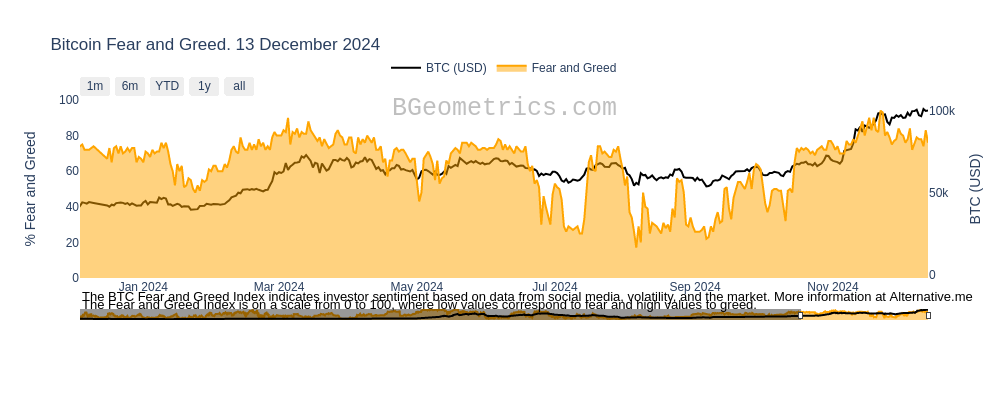 Bitcoin Fear and Greed. 13 December 2024
BTC (USD) Fear and Greed
1m 6m YTD 1y all
BGeometrics.com
100
80
60
40
20
0
% Fear and Greed
100k
50k
0
BTC (USD)
Jan 2024 Mar 2024 May 2024 Jul 2024 Sep 2024 Nov 2024
The BTC Fear and Greed Index indicates investor sentiment based on data from social media, volatility, and the market. More information at Alternative.me
The Fear and Greed Index is on a scale from 0 to 100, where low values correspond to fear and high values to greed.